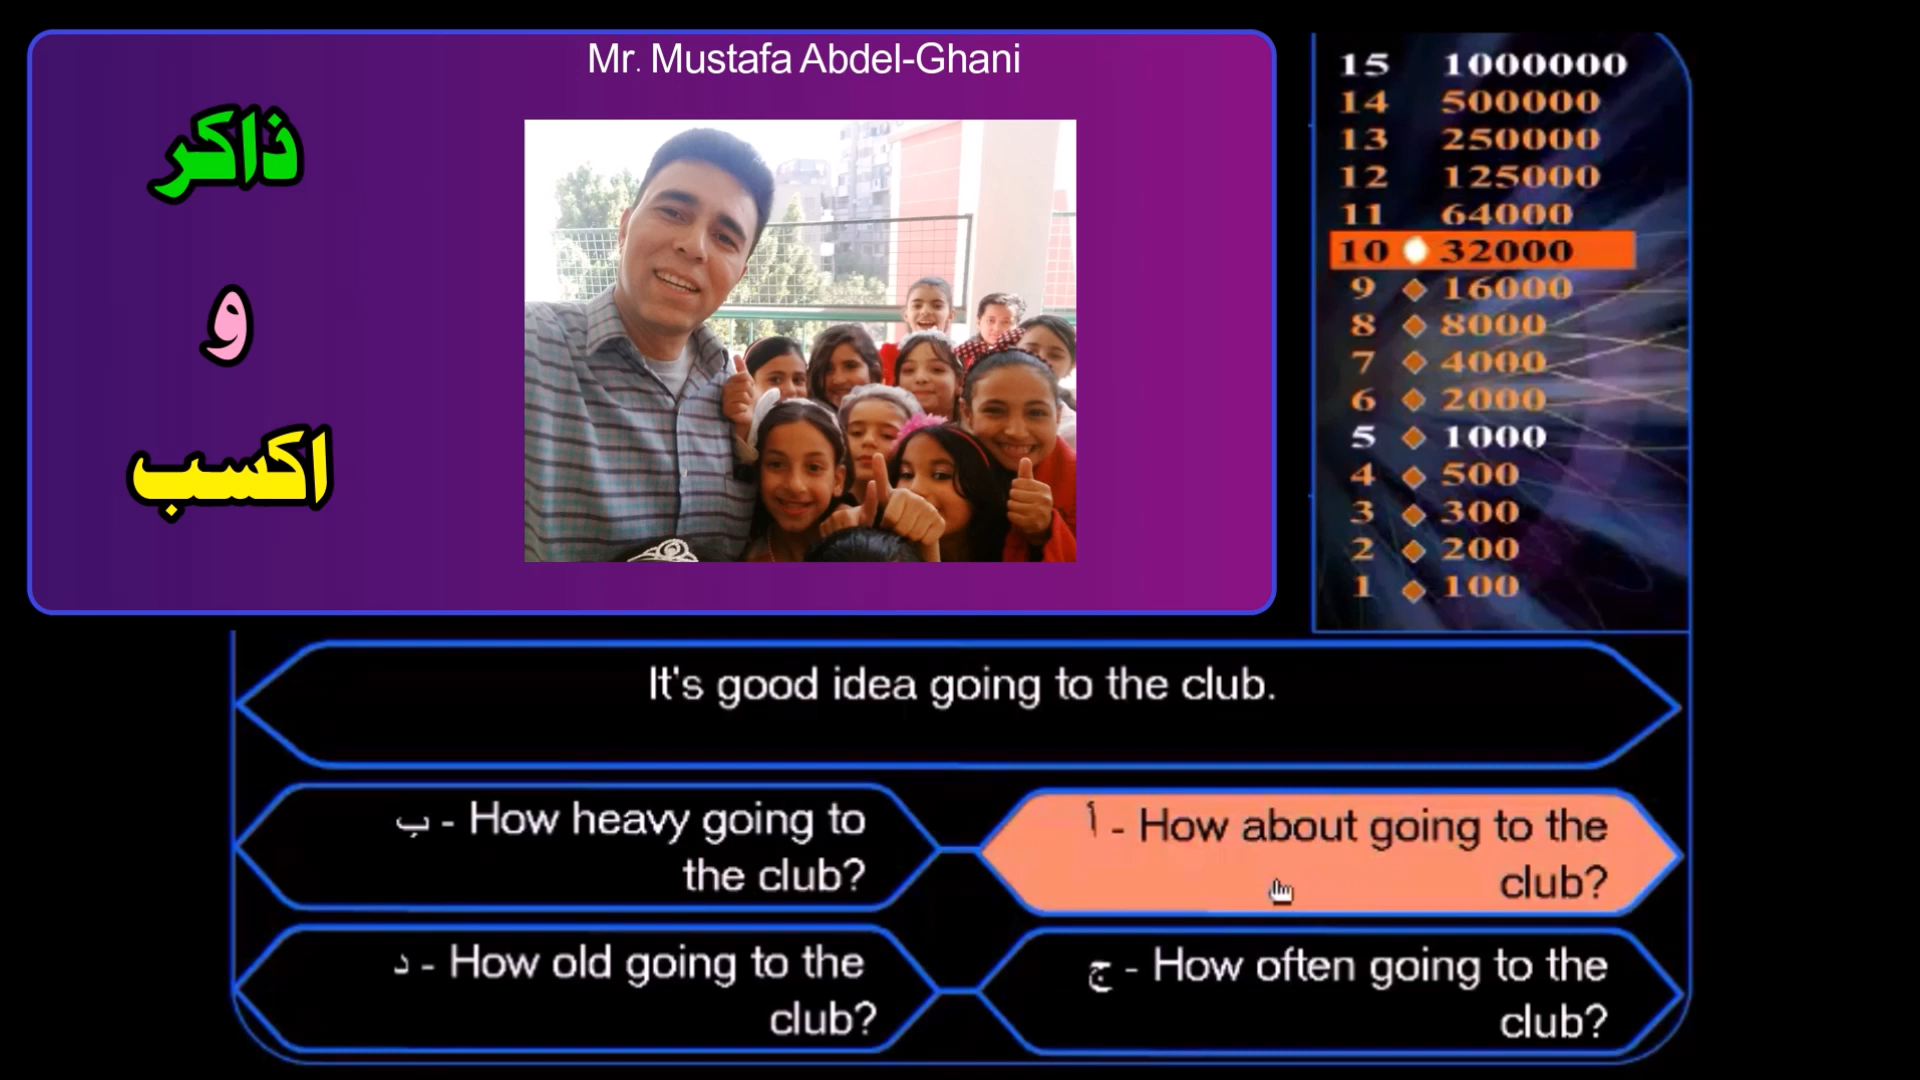 Mr. Mustafa Abdel-Ghani
ذاكر
و
اكسب
15 1000000
14 500000
13 250000
12 125000
11 64000
10 32000
9 16000
8 8000
7 4000
6 2000
5 1000
4 500
3 300
2 200
1 100
It's good idea going to the club.
أ - How about going to the
club?
ب - How heavy going to
the club?
ج - How often going to the
club?
د - How old going to the
club?